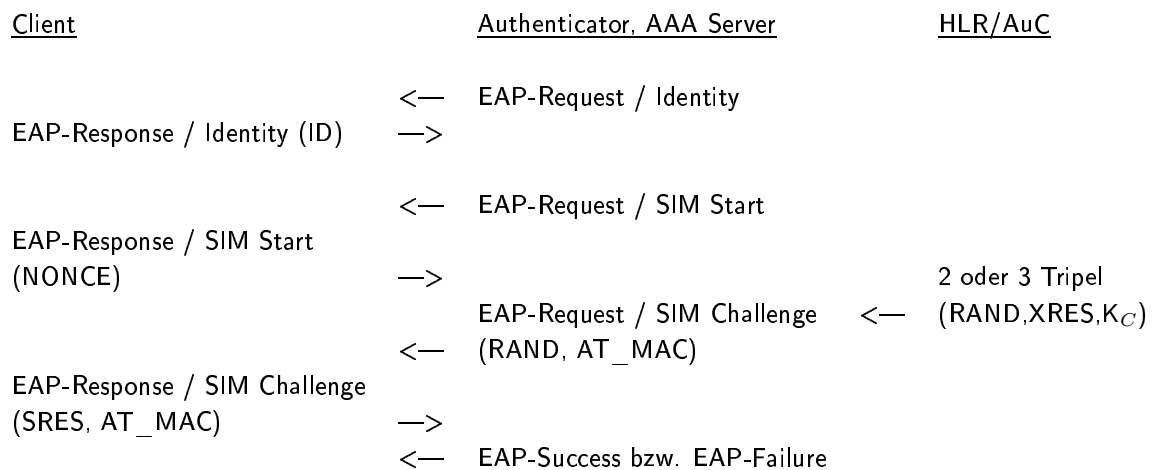 Client Authenticator, AAA Server HLR/AuC
<— EAP-Request / Identity
EAP-Response / Identity (ID) —>
<— EAP-Request / SIM Start
EAP-Response / SIM Start
(NONCE) —> 2 oder 3 Tripel
EAP-Request / SIM Challenge <— (RAND,XRES,K_C)
<— (RAND, AT_MAC)
EAP-Response / SIM Challenge
(SRES, AT_MAC) —>
<— EAP-Success bzw. EAP-Failure